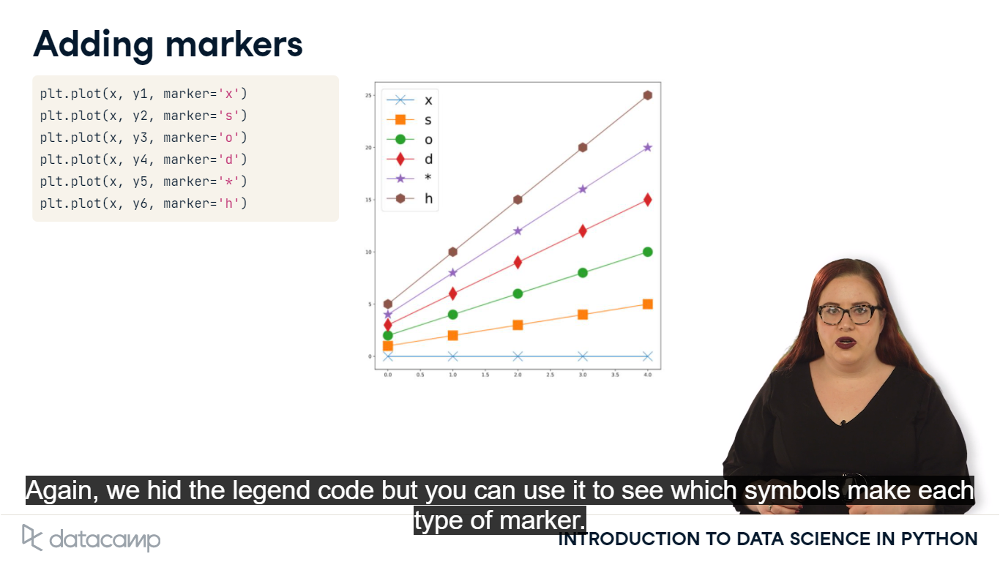 Adding markers
plt.plot(x, y1, marker='x')
plt.plot(x, y2, marker='s')
plt.plot(x, y3, marker='o')
plt.plot(x, y4, marker='d')
plt.plot(x, y5, marker='*')
plt.plot(x, y6, marker='h')
x
s
o
d
*
h
25
20
15
10
5
0
0.0 0.5 1.0 1.5 2.0 2.5 3.0 3.5 4.0
Again, we hid the legend code but you can use it to see which symbols make each
type of marker.
datacamp
INTRODUCTION TO DATA SCIENCE IN PYTHON